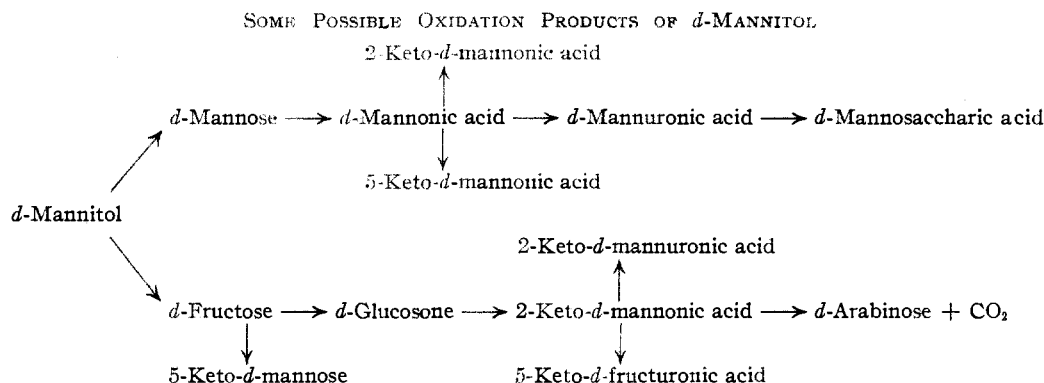 SOME POSSIBLE OXIDATION PRODUCTS OF d-MANNITOL
2-Keto-d-mannonic acid
d-Mannose d-Mannonic acid d-Mannuronic acid d-Mannosaccharic acid
5-Keto-d-mannonic acid
d-Mannitol
2-Keto-d-mannuronic acid
d-Fructose d-Glucosone 2-Keto-d-mannonic acid d-Arabinose + CO₂
5-Keto-d-mannose 5-Keto-d-fructuronic acid